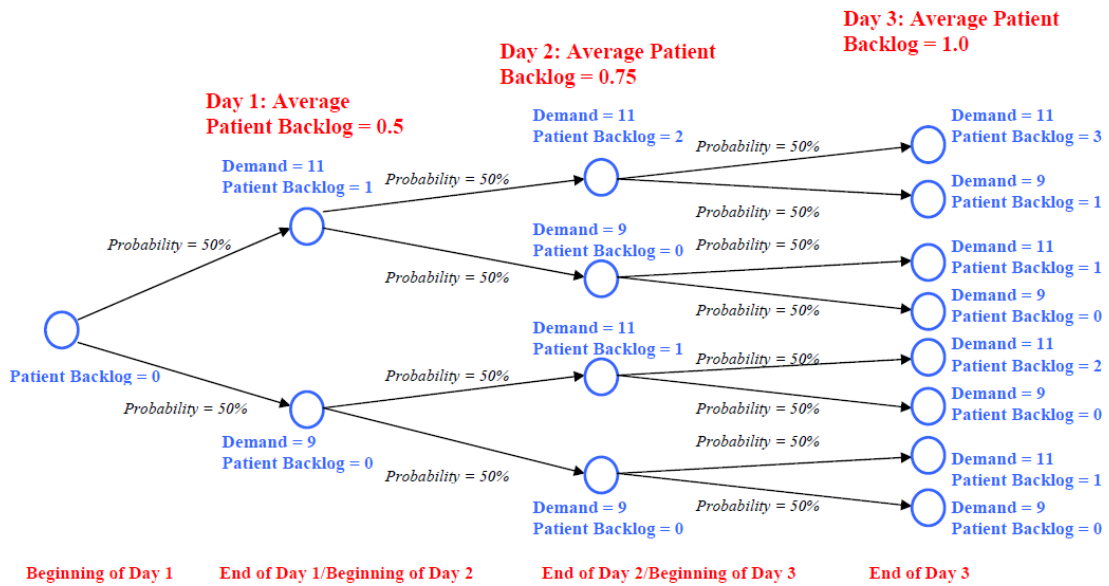 Day 3: Average Patient
Backlog = 1.0
Day 2: Average Patient
Backlog = 0.75
Day 1: Average
Patient Backlog = 0.5
Patient Backlog = 0
Probability = 50%
Probability = 50%
Demand = 11
Patient Backlog = 1
Demand = 9
Patient Backlog = 0
Probability = 50%
Probability = 50%
Probability = 50%
Probability = 50%
Demand = 11
Patient Backlog = 2
Demand = 9
Patient Backlog = 0
Demand = 11
Patient Backlog = 1
Demand = 9
Patient Backlog = 0
Probability = 50%
Probability = 50%
Probability = 50%
Probability = 50%
Probability = 50%
Probability = 50%
Probability = 50%
Probability = 50%
Demand = 11
Patient Backlog = 3
Demand = 9
Patient Backlog = 1
Demand = 11
Patient Backlog = 1
Demand = 9
Patient Backlog = 0
Demand = 11
Patient Backlog = 2
Demand = 9
Patient Backlog = 0
Demand = 11
Patient Backlog = 1
Demand = 9
Patient Backlog = 0
Beginning of Day 1
End of Day 1/Beginning of Day 2
End of Day 2/Beginning of Day 3
End of Day 3